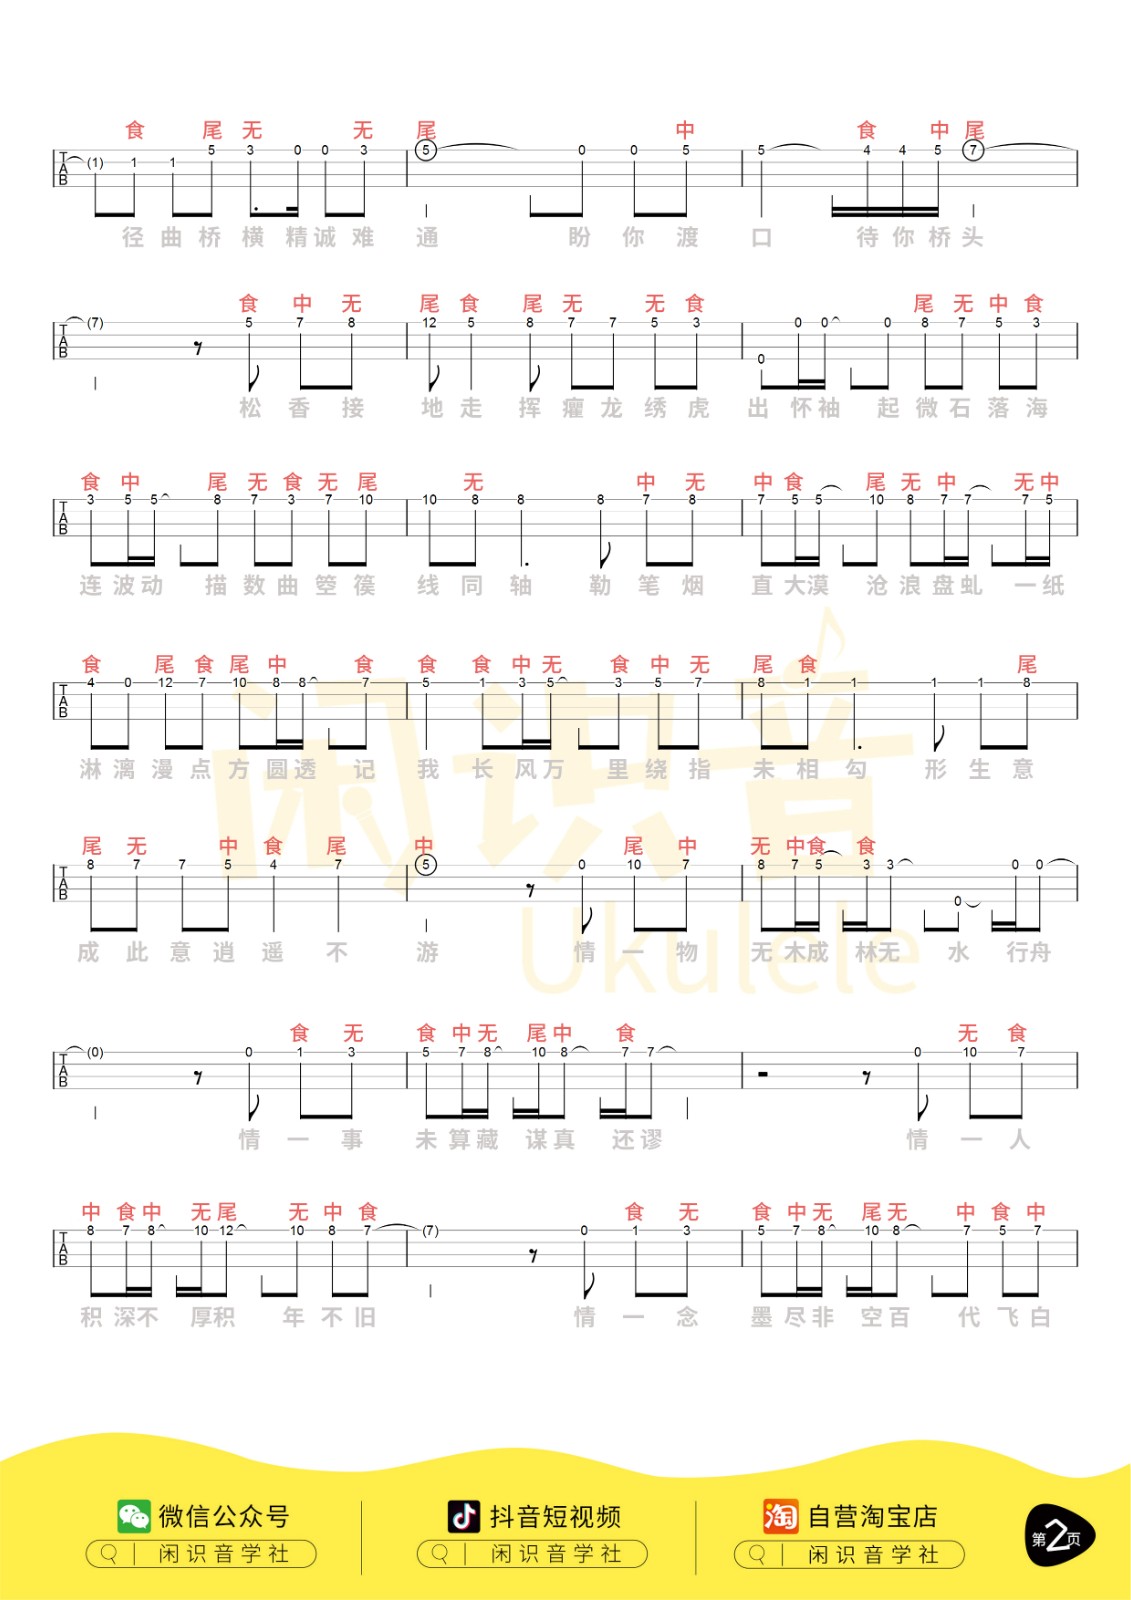 食 尾 无 无 尾 中 食 中 尾
T (1) 1 1 5 3 0 0 3 5 0 0 5 5 4 4 5 7
A
B
径 曲 桥 横 精 诚 难 通 盼 你 渡 口 待 你 桥 头
食 中 无 尾 食 尾 无 无 食 尾 无 中 食
T (7) 5 7 8 12 5 8 7 7 5 3 0 0 0 8 7 5 3
A
B 0
松 香 接 地 走 挥 癯 龙 绣 虎 出 怀 袖 起 微 石 落 海
食 中 尾 无 食 无 尾 无 中 无 中 食 尾 无 中 无 中
T 3 5 5 8 7 3 7 10 10 8 8 8 7 8 7 5 5 10 8 7 7 7 5
A
B
连 波 动 描 数 曲 箜 篌 线 同 轴 勒 笔 烟 直 大 漠 沧 浪 盘 虬 一 纸
食 尾 食 尾 中 食 食 食 中 无 食 中 无 尾 食 尾
T 4 0 12 7 10 8 8 7 5 1 3 5 3 5 7 8 1 1 1 1 8
A
B
淋 漓 漫 点 方 圆 透 记 我 长 风 万 里 绕 指 未 相 勾 形 生 意
尾 无 中 食 尾 中 尾 中 无 中 食 食
T 8 7 7 5 4 7 5 0 10 7 8 7 5 3 3 0 0
A
B 0
成 此 意 逍 遥 不 游 情 一 物 无 木 成 林 无 水 行 舟
食 无 食 中 无 尾 中 食 无 食
T (0) 0 1 3 5 7 8 10 8 7 7 0 10 7
A
B
情 一 事 未 算 藏 谋 真 还 谬 情 一 人
中 食 中 无 尾 无 中 食 食 无 食 中 无 尾 无 中 食 中
T 8 7 8 10 12 10 8 7 (7) 0 1 3 5 7 8 10 8 7 5 7
A
B
积 深 不 厚 积 年 不 旧 情 一 念 墨 尽 非 空 百 代 飞 白
闲识音
Ukulele
微信公众号 抖音短视频 淘 自营淘宝店
闲识音学社 闲识音学社 闲识音学社
第2页